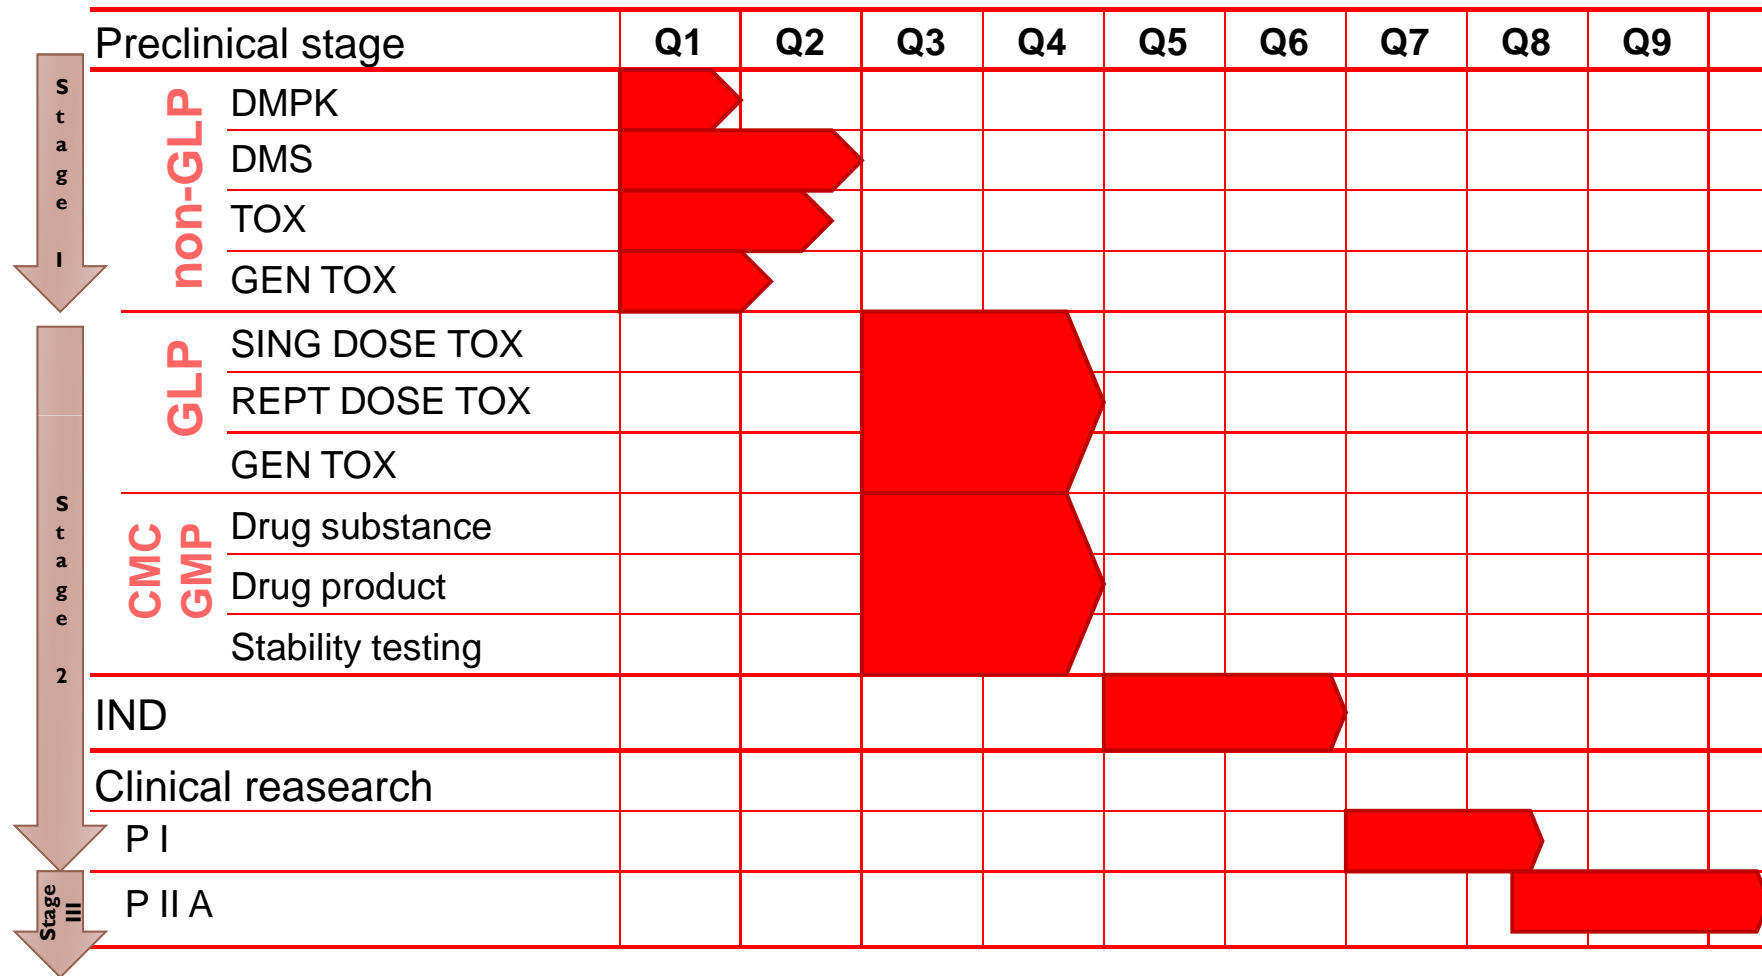 Preclinical stage Q1 Q2 Q3 Q4 Q5 Q6 Q7 Q8 Q9
Stage I
non-GLP
DMPK
DMS
TOX
GEN TOX
Stage 2
GLP
SING DOSE TOX
REPT DOSE TOX
GEN TOX
CMC
GMP
Drug substance
Drug product
Stability testing
IND
Clinical reasearch
P I
Stage
III
P II A